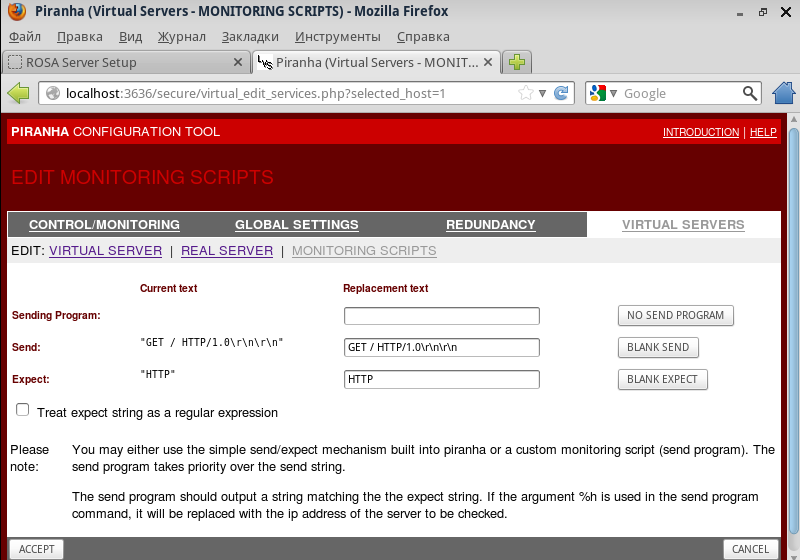 Piranha (Virtual Servers - MONITORING SCRIPTS) - Mozilla Firefox
Файл Правка Вид Журнал Закладки Инструменты Справка
ROSA Server Setup Piranha (Virtual Servers - MONIT...
localhost:3636/secure/virtual_edit_services.php?selected_host=1 Google
PIRANHA CONFIGURATION TOOL INTRODUCTION | HELP
EDIT MONITORING SCRIPTS
CONTROL/MONITORING GLOBAL SETTINGS REDUNDANCY VIRTUAL SERVERS
EDIT: VIRTUAL SERVER | REAL SERVER | MONITORING SCRIPTS
Current text Replacement text
Sending Program: NO SEND PROGRAM
Send: "GET / HTTP/1.0\r\n\r\n" GET / HTTP/1.0\r\n\r\n BLANK SEND
Expect: "HTTP" HTTP BLANK EXPECT
Treat expect string as a regular expression
Please note: You may either use the simple send/expect mechanism built into piranha or a custom monitoring script (send program). The
send program takes priority over the send string.
The send program should output a string matching the the expect string. If the argument %h is used in the send program
command, it will be replaced with the ip address of the server to be checked.
ACCEPT CANCEL